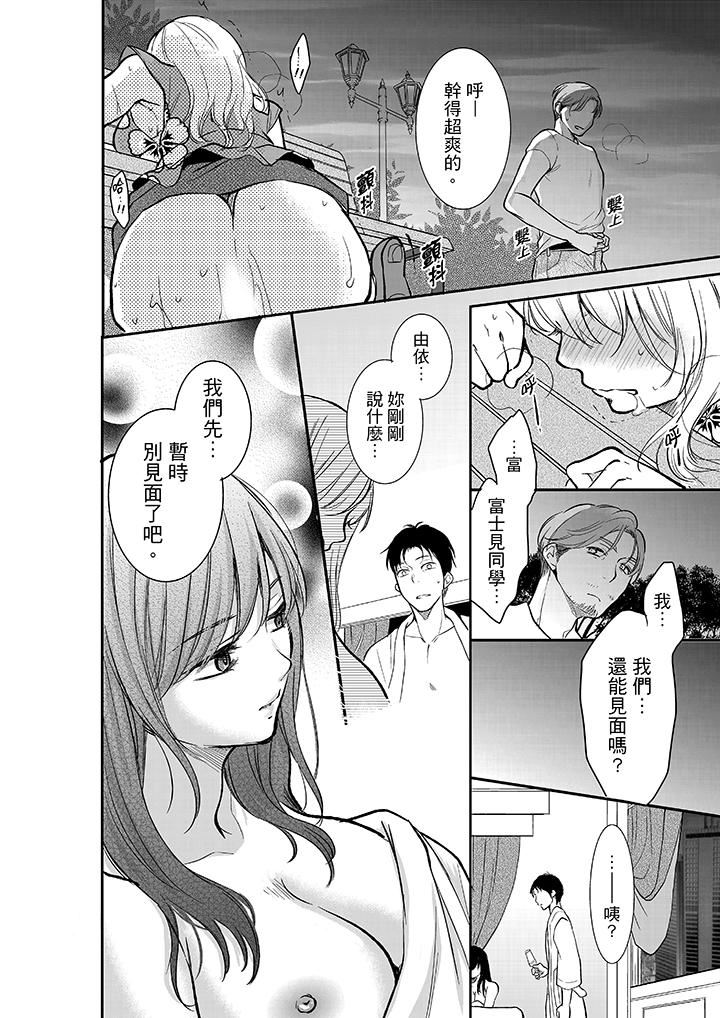 呼—
幹得超爽的。
繫上
繫上
…!!
顫抖
顫抖
哈…!!
呼—
呼
…富
富士見同學…
我…
我們…
還能見面嗎？
…
…——咦？
由依…
妳剛剛
說什麼…
我們先…
暫時
別見面了吧。